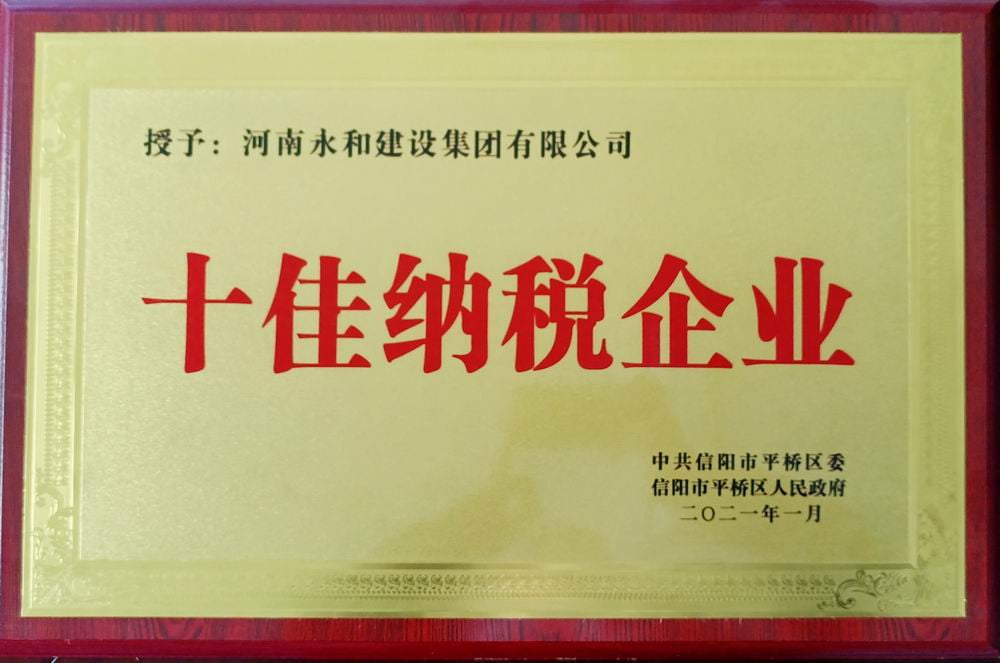 授予：河南永和建设集团有限公司
十佳纳税企业
中共信阳市平桥区委
信阳市平桥区人民政府
二〇二一年一月